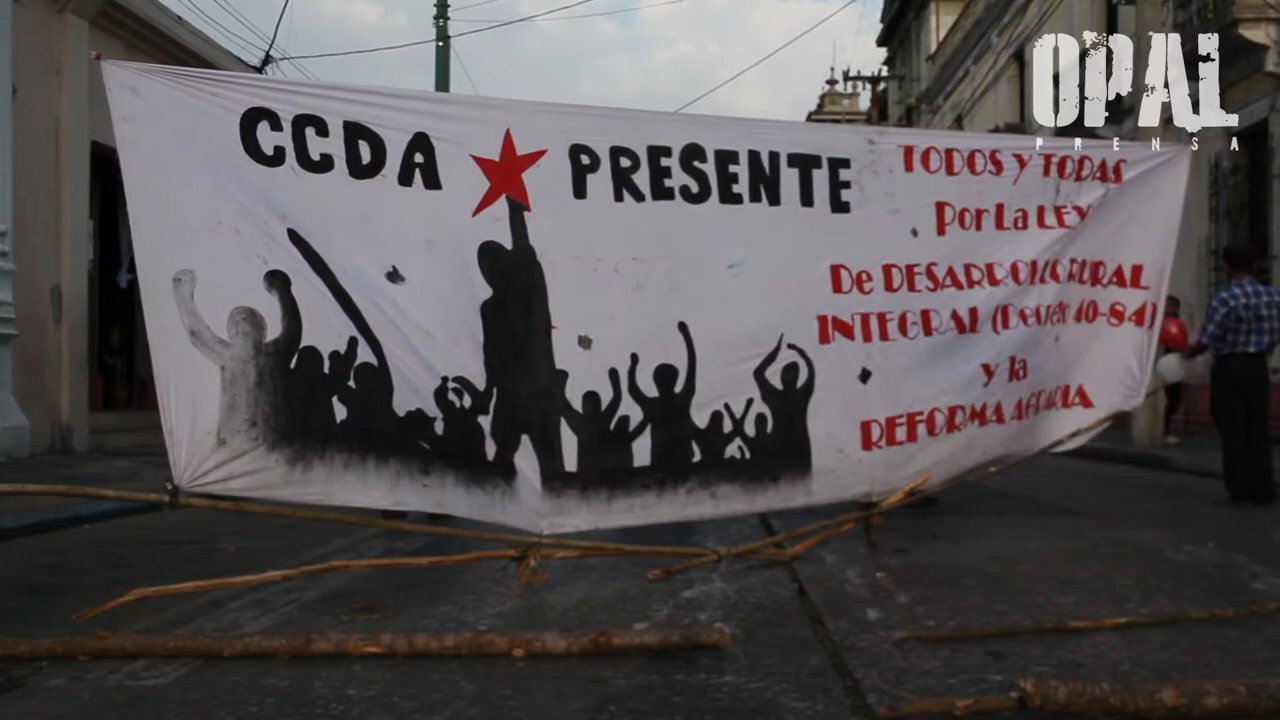 OPAL
PRENSA
CCDA PRESENTE
TODOS Y TODAS
Por La LEY
De DESARROLLO RURAL
INTEGRAL (Decreto 40-84)
y la
REFORMA AGRARIA